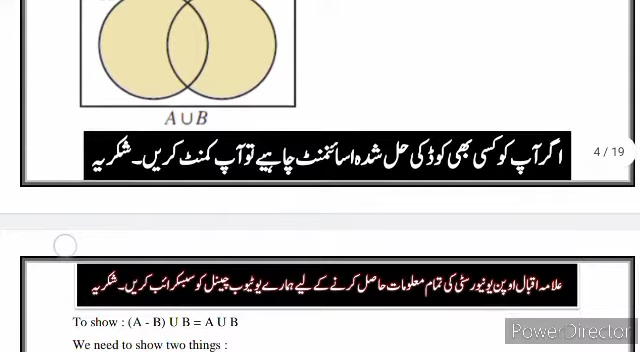 A∪B
اگر آپ کو کسی بھی کوڈ کی حل شدہ اسائنمنٹ چاہیے تو آپ کمنٹ کریں۔ شکریہ
4 / 19
علامہ اقبال اوپن یونیورسٹی کی تمام معلومات حاصل کرنے کے لیے ہمارے یوٹیوب چینل کو سبسکرائب کریں۔ شکریہ
To show : (A - B) U B = A U B
We need to show two things :
PowerDirector